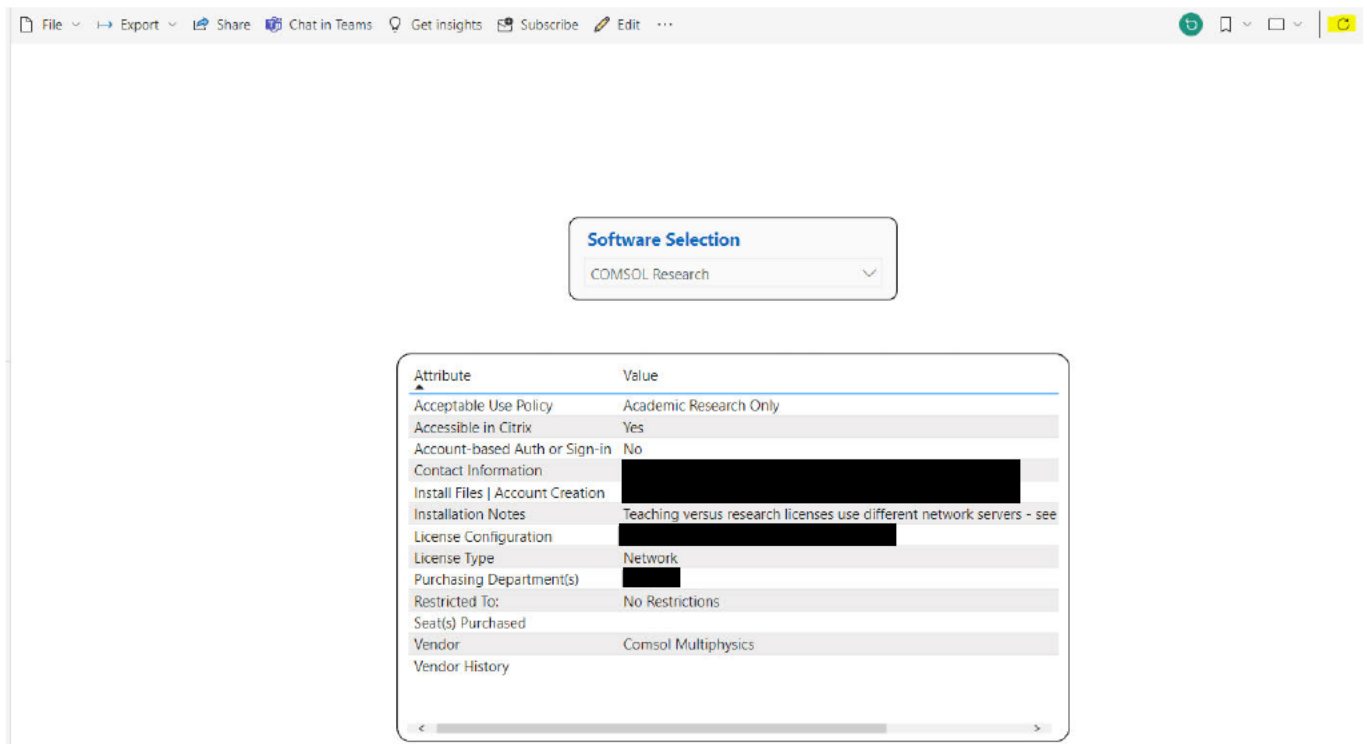 File Export Share Chat in Teams Get insights Subscribe Edit ...
Software Selection
COMSOL Research
Attribute Value
Acceptable Use Policy Academic Research Only
Accessible in Citrix Yes
Account-based Auth or Sign-in No
Contact Information
Install Files | Account Creation
Installation Notes Teaching versus research licenses use different network servers - see
License Configuration
License Type Network
Purchasing Department(s)
Restricted To: No Restrictions
Seat(s) Purchased
Vendor Comsol Multiphysics
Vendor History